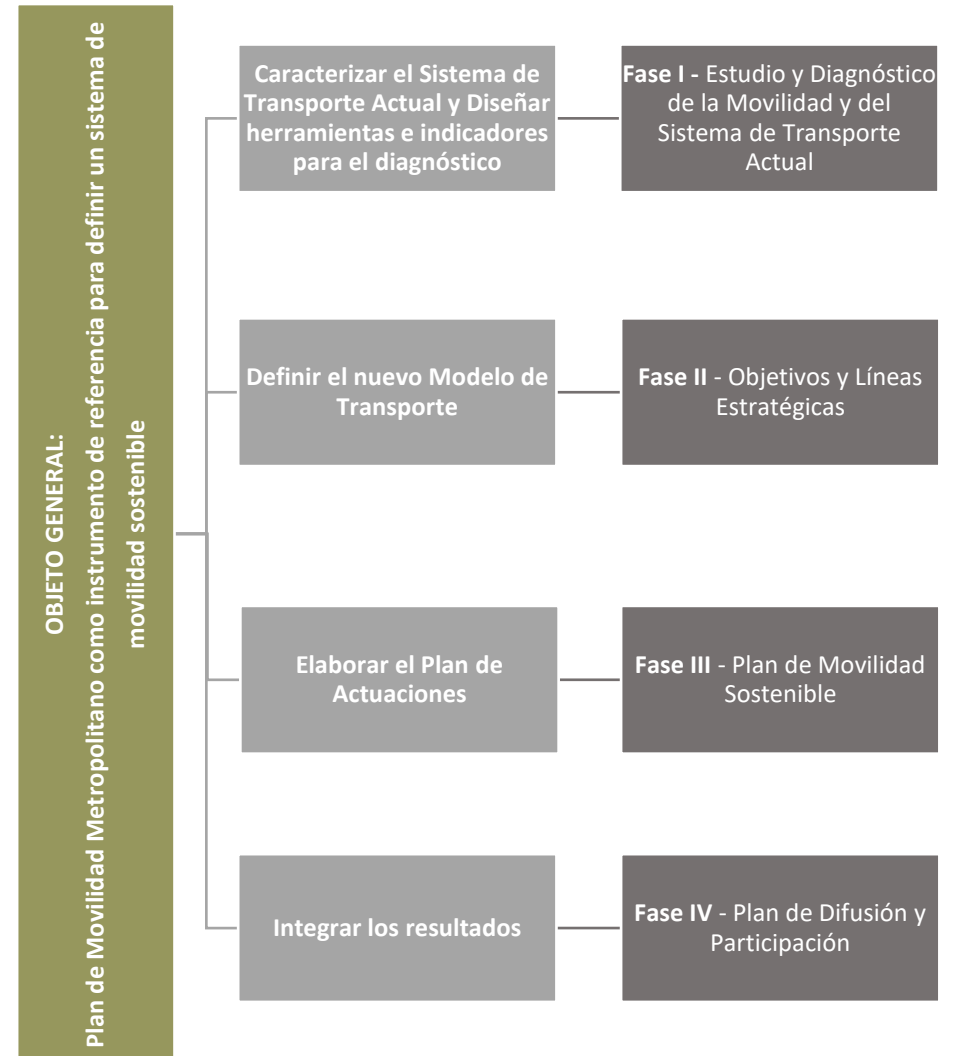 OBJETO GENERAL:
Plan de Movilidad Metropolitano como instrumento de referencia para definir un sistema de
movilidad sostenible
Caracterizar el Sistema de
Transporte Actual y Diseñar
herramientas e indicadores
para el diagnóstico
Fase I - Estudio y Diagnóstico
de la Movilidad y del
Sistema de Transporte
Actual
Definir el nuevo Modelo de
Transporte
Fase II - Objetivos y Líneas
Estratégicas
Elaborar el Plan de
Actuaciones
Fase III - Plan de Movilidad
Sostenible
Integrar los resultados
Fase IV - Plan de Difusión y
Participación